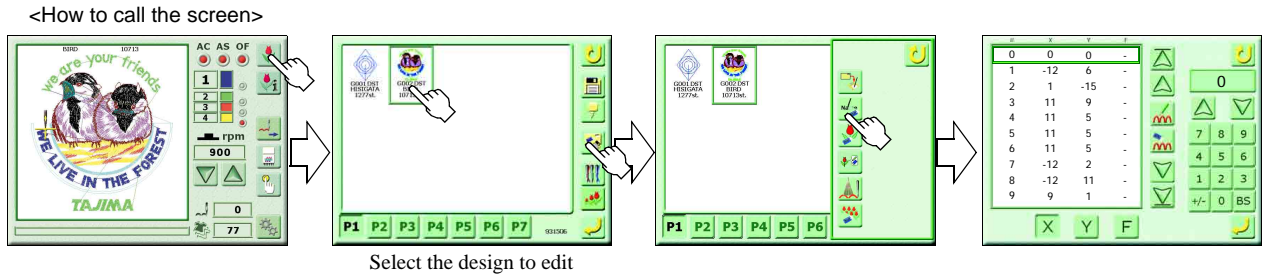 <How to call the screen>
BIRD 10713
We are your friends
WE LIVE IN THE FOREST
TAJIMA
AC AS OF
1
2
3
4
rpm
900
0
77
G001.DST
HISIGATA
1277st.
G002.DST
BIRD
10713st.
P1 P2 P3 P4 P5 P6 P7 931506
Select the design to edit
G001.DST
HISIGATA
1277st.
G002.DST
BIRD
10713st.
No/
P1 P2 P3 P4 P5 P6
X Y F
0 0 0 -
1 -12 6 -
2 1 -15 -
3 11 9 -
4 11 5 -
5 11 5 -
6 11 5 -
7 -12 2 -
8 -12 11 -
9 9 1 -
X Y F
0
7 8 9
4 5 6
1 2 3
+/- 0 BS